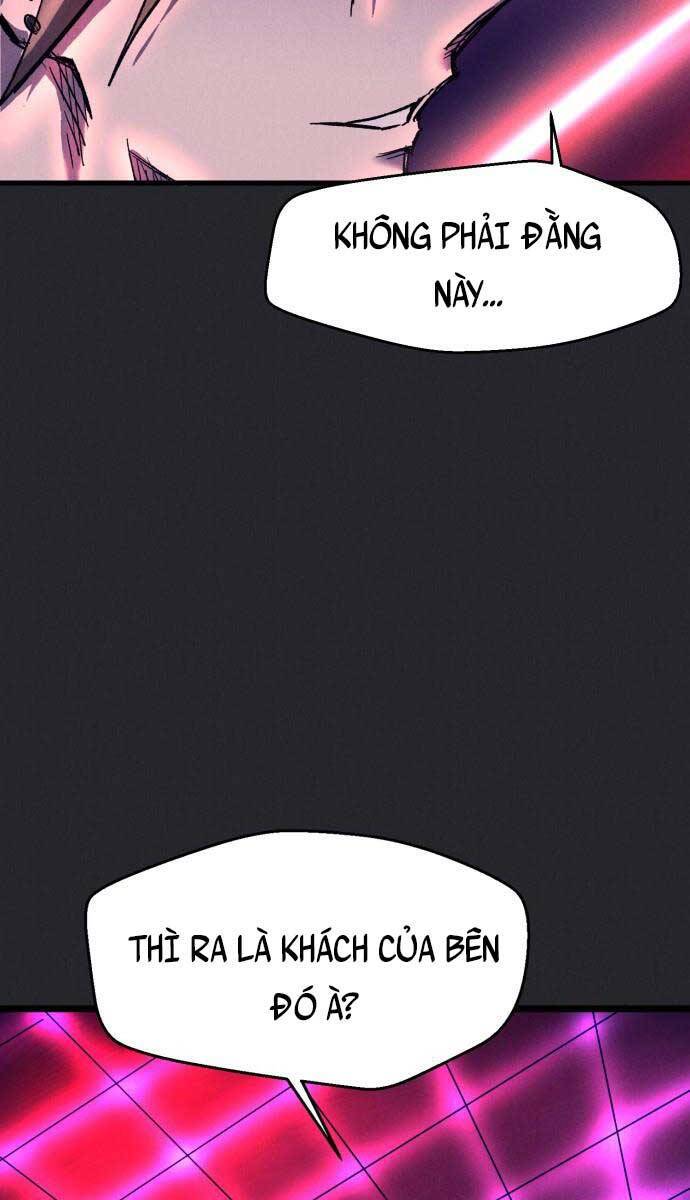 KHÔNG PHẢI ĐẰNG
NÀY...
THÌ RA LÀ KHÁCH CỦA BÊN
ĐÓ À?